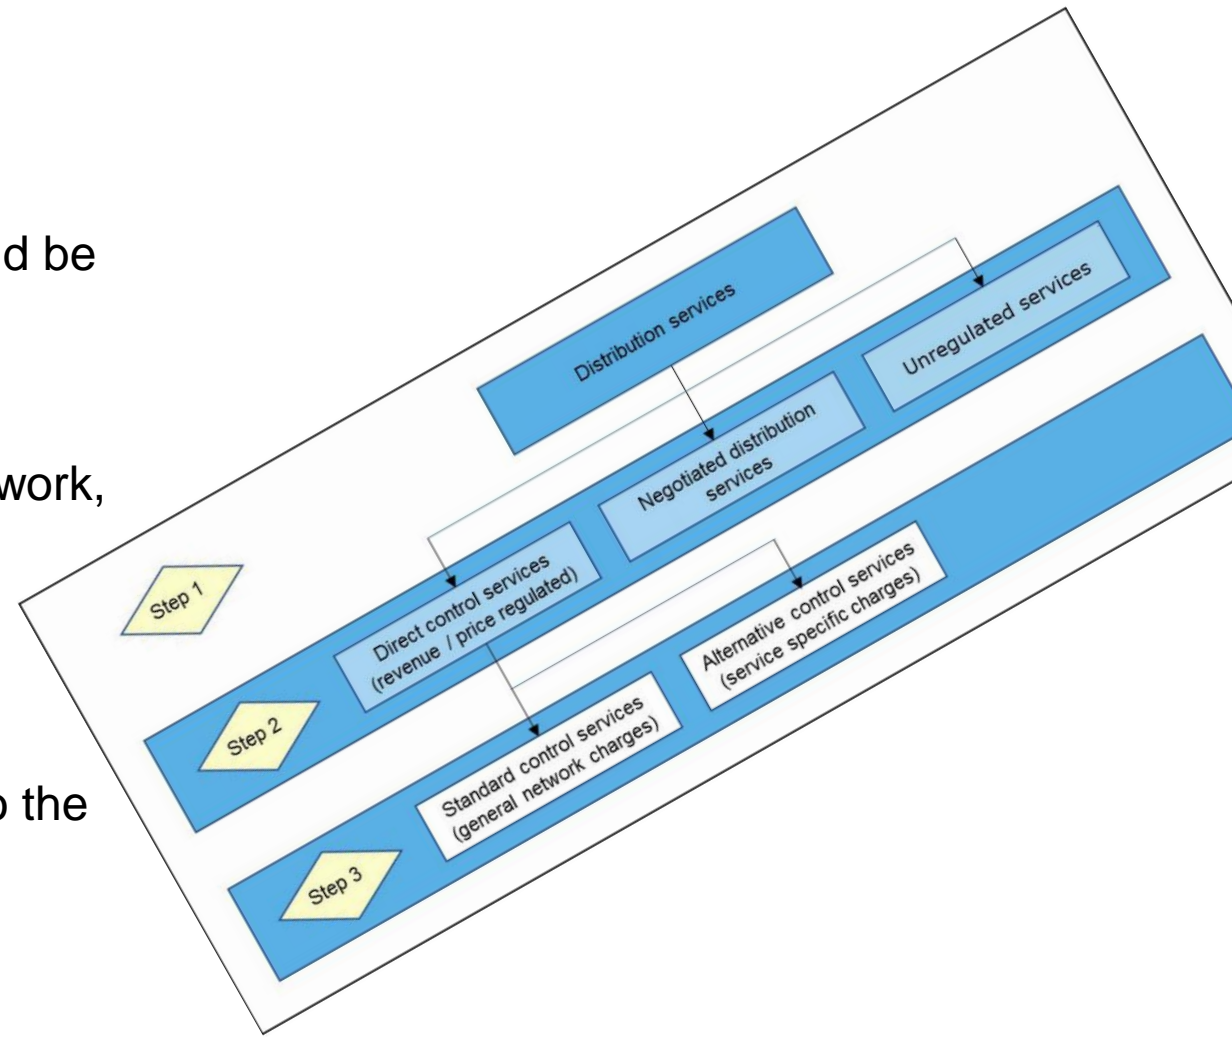 d be
work,
o the
Distribution services
Step 1
Direct control services
(revenue / price regulated)
Negotiated distribution
services
Unregulated services
Step 2
Standard control services
(general network charges)
Alternative control services
(service specific charges)
Step 3